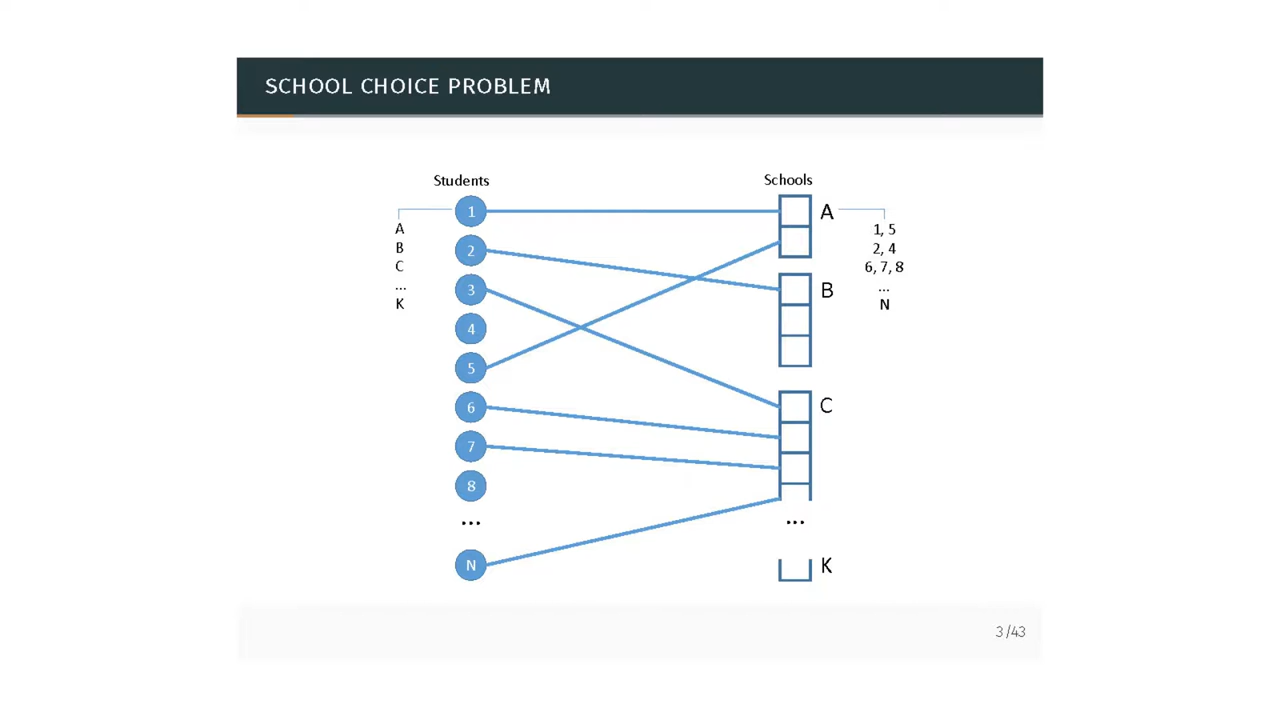 SCHOOL CHOICE PROBLEM
Students
Schools
1
2
3
4
5
6
7
8
...
N
A
B
C
...
K
A
B
C
...
K
1, 5
2, 4
6, 7, 8
...
N
3 /43